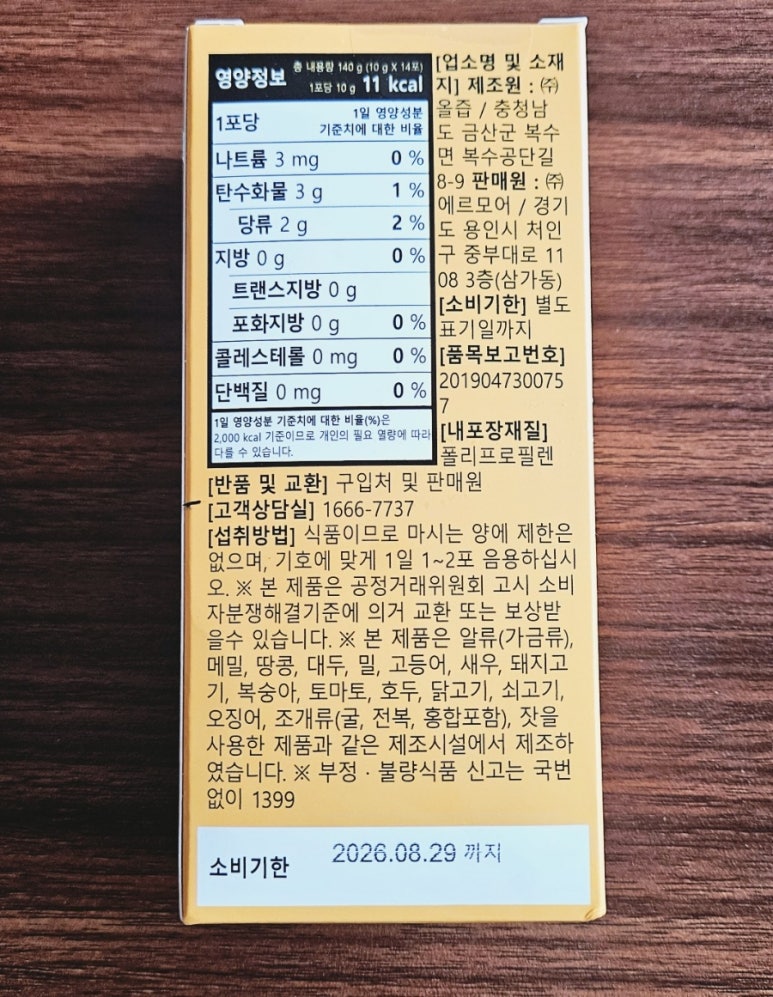 영양정보
총 내용량 140 g (10 g X 14포)
1포당 10 g 11 kcal
1포당
1일 영양성분
기준치에 대한 비율
나트륨 3 mg 0 %
탄수화물 3 g 1 %
당류 2 g 2 %
지방 0 g 0 %
트랜스지방 0 g
포화지방 0 g 0 %
콜레스테롤 0 mg 0 %
단백질 0 mg 0 %
1일 영양성분 기준치에 대한 비율(%)은
2,000 kcal 기준이므로 개인의 필요 열량에 따라
다를 수 있습니다.
[업소명 및 소재
지] 제조원 : ㈜
올즙 / 충청남
도 금산군 복수
면 복수공단길
8-9 판매원 : ㈜
에르모어 / 경기
도 용인시 처인
구 중부대로 11
08 3층(삼가동)
[소비기한] 별도
표기일까지
[품목보고번호]
201904730075
7
[내포장재질]
폴리프로필렌
[반품 및 교환] 구입처 및 판매원
[고객상담실] 1666-7737
[섭취방법] 식품이므로 마시는 양에 제한은
없으며, 기호에 맞게 1일 1~2포 음용하십시
오. ※ 본 제품은 공정거래위원회 고시 소비
자분쟁해결기준에 의거 교환 또는 보상받
을수 있습니다. ※ 본 제품은 알류(가금류),
메밀, 땅콩, 대두, 밀, 고등어, 새우, 돼지고
기, 복숭아, 토마토, 호두, 닭고기, 쇠고기,
오징어, 조개류(굴, 전복, 홍합포함), 잣을
사용한 제품과 같은 제조시설에서 제조하
였습니다. ※ 부정 · 불량식품 신고는 국번
없이 1399
소비기한 2026.08.29 까지